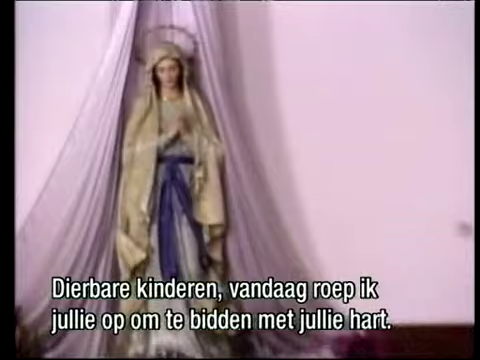 Dierbare kinderen, vandaag roep ik
jullie op om te bidden met jullie hart.